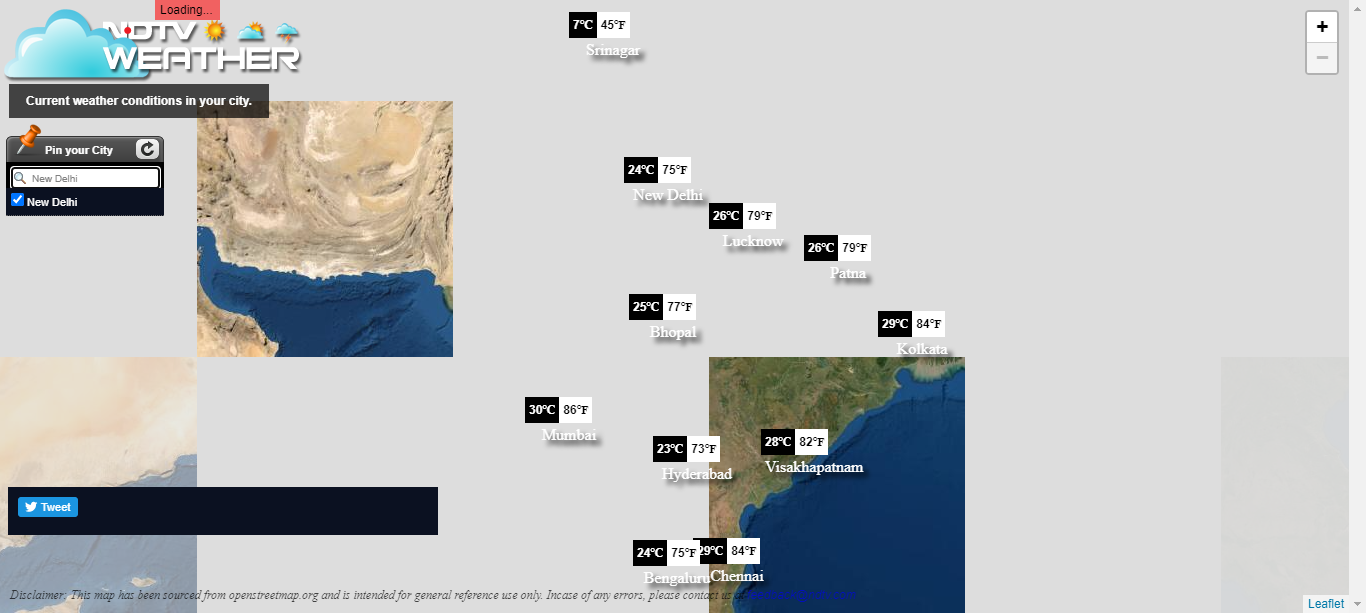 Loading...
NDTV
WEATHER
Current weather conditions in your city.
Pin your City
New Delhi
New Delhi
+
−
7°C 45°F
Srinagar
24°C 75°F
New Delhi
26°C 79°F
Lucknow
26°C 79°F
Patna
25°C 77°F
Bhopal
29°C 84°F
Kolkata
30°C 86°F
Mumbai
23°C 73°F
Hyderabad
28°C 82°F
Visakhapatnam
Tweet
24°C 75°F
Bengaluru
29°C 84°F
Chennai
Disclaimer: This map has been sourced from openstreetmap.org and is intended for general reference use only. Incase of any errors, please contact us at feedback@ndtv.com
Leaflet